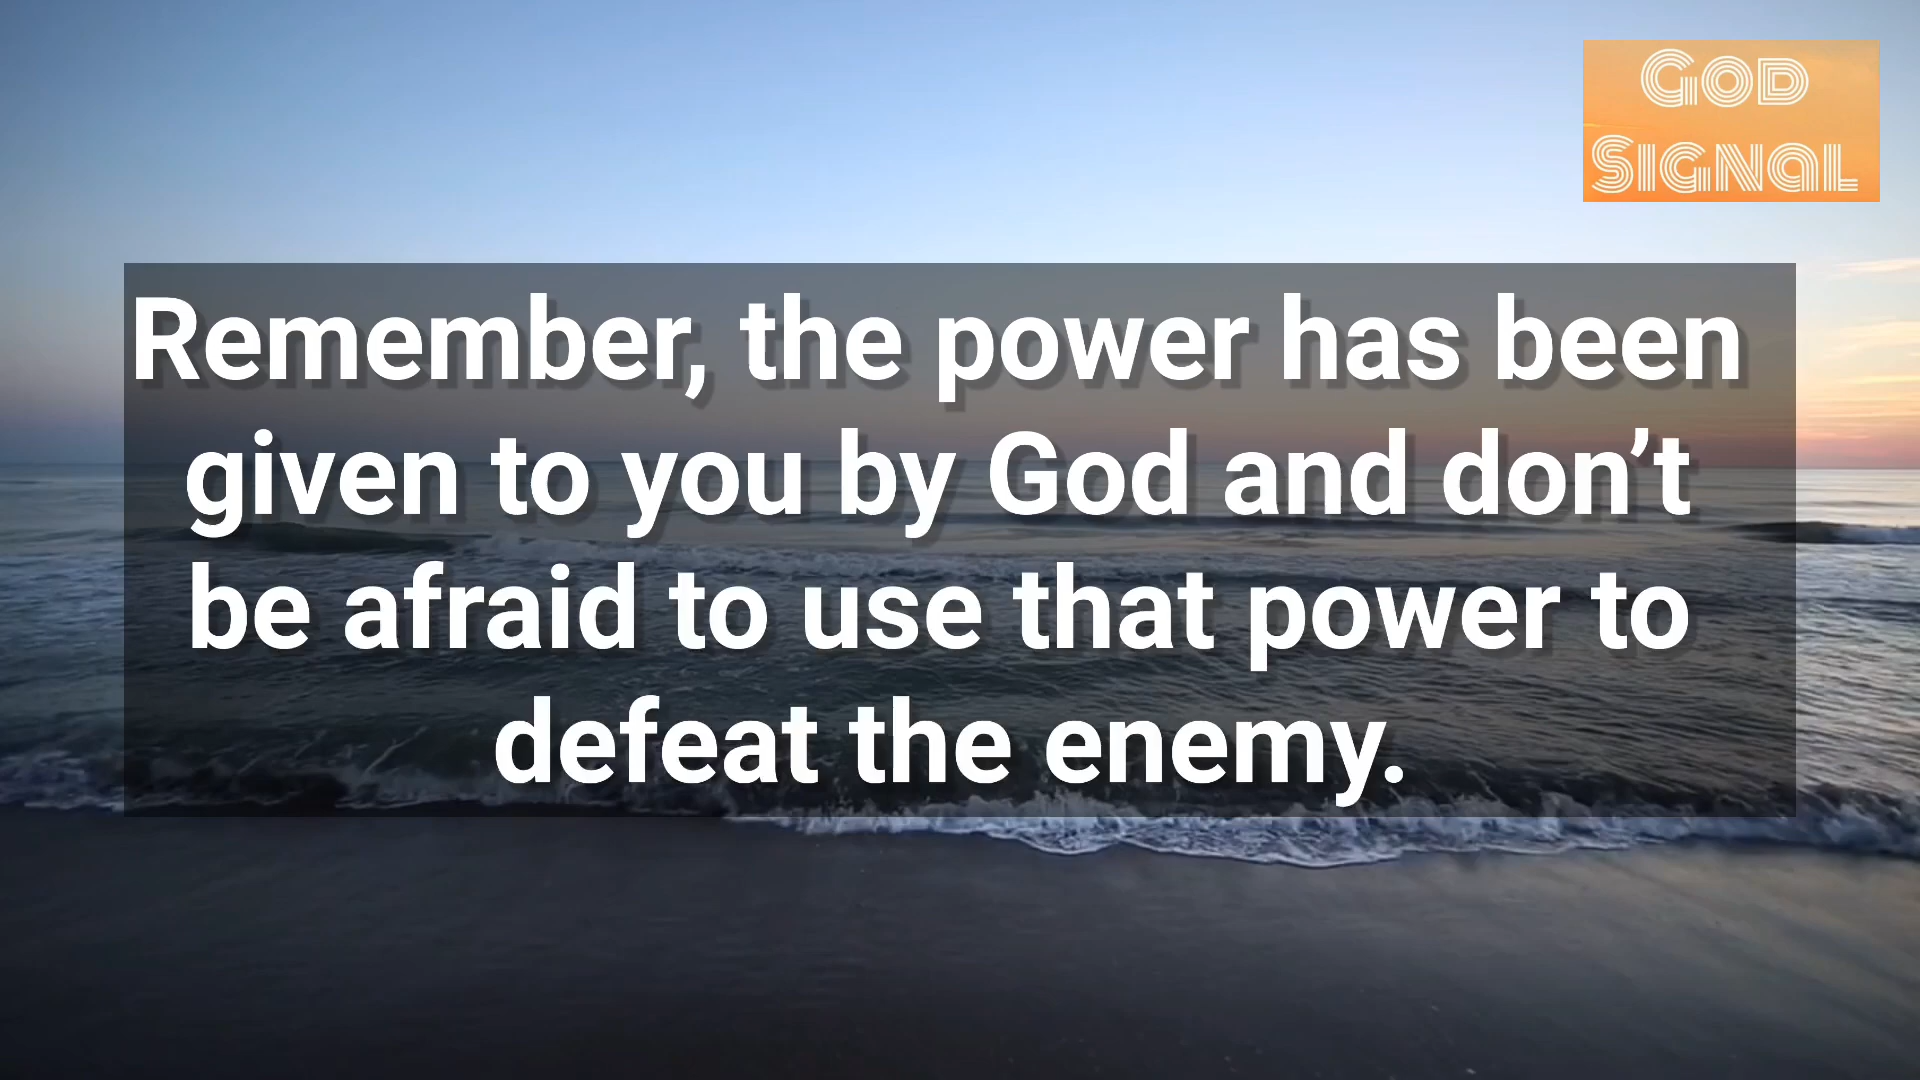 God
Signal
Remember, the power has been
given to you by God and don’t
be afraid to use that power to
defeat the enemy.